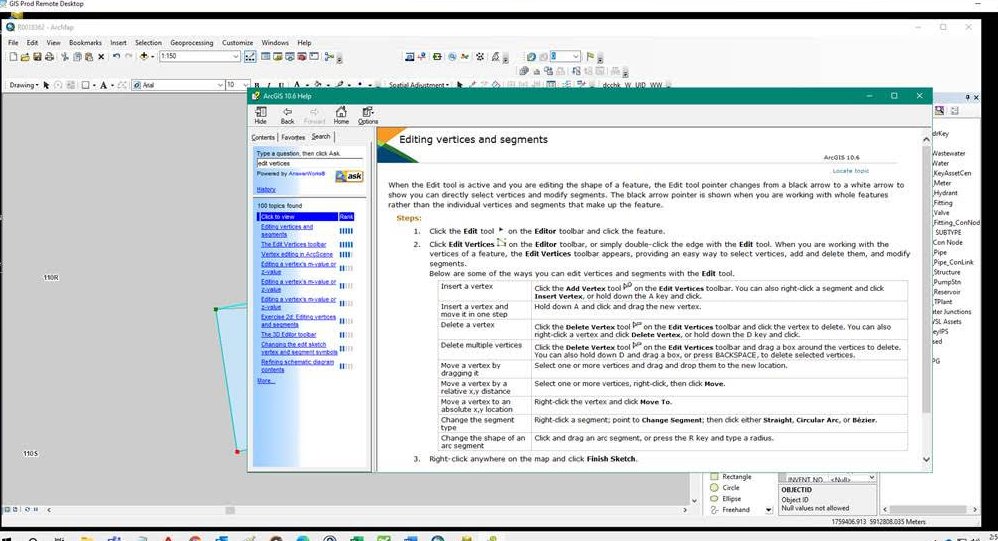 GIS Prod Remote Desktop
R0018362 - ArcMap
File Edit View Bookmarks Insert Selection Geoprocessing Customize Windows Help
1:150
Drawing
Arial
10
B I U A
Spatial Adjustment
dcchk W UID WW
ArcGIS 10.6 Help
Hide Back Forward Home Options
Contents Favorites Search
Type a question, then click Ask.
edit vertices
Powered by AnswerWorks®
ask
History
100 topics found
Click to view Rank
Editing vertices and
segments
The Edit Vertices toolbar
Vertex editing in ArcScene
Editing a vertex's m-value or
z-value
Editing a vertex's m-value or
z-value
Editing a vertex's m-value or
z-value
Exercise 2d: Editing vertices
and segments
The 3D Editor toolbar
Changing the edit sketch
vertex and segment symbols
Refining schematic diagram
contents
More...
Editing vertices and segments
ArcGIS 10.6
Locate topic
When the Edit tool is active and you are editing the shape of a feature, the Edit tool pointer changes from a black arrow to a white arrow to
show you can directly select vertices and modify segments. The black arrow pointer is shown when you are working with whole features
rather than the individual vertices and segments that make up the feature.
Steps:
1. Click the Edit tool on the Editor toolbar and click the feature.
2. Click Edit Vertices on the Editor toolbar, or simply double-click the edge with the Edit tool. When you are working with the
vertices of a feature, the Edit Vertices toolbar appears, providing an easy way to select vertices, add and delete them, and modify
segments.
Below are some of the ways you can edit vertices and segments with the Edit tool.
Insert a vertex
Click the Add Vertex tool on the Edit Vertices toolbar. You can also right-click a segment and click
Insert Vertex, or hold down the A key and click.
Insert a vertex and
move it in one step
Hold down A and click and drag the new vertex.
Delete a vertex
Click the Delete Vertex tool on the Edit Vertices toolbar and click the vertex to delete. You can also
right-click a vertex and click Delete Vertex, or hold down the D key and click.
Delete multiple vertices
Click the Delete Vertex tool on the Edit Vertices toolbar and drag a box around the vertices to delete.
You can also hold down D and drag a box, or press BACKSPACE, to delete selected vertices.
Move a vertex by
dragging it
Select one or more vertices and drag and drop them to the new location.
Move a vertex by a
relative x,y distance
Select one or more vertices, right-click, then click Move.
Move a vertex to an
absolute x,y location
Right-click the vertex and click Move To.
Change the segment
type
Right-click a segment; point to Change Segment; then click either Straight, Circular Arc, or Bézier.
Change the shape of an
arc segment
Click and drag an arc segment, or press the R key and type a radius.
3. Right-click anywhere on the map and click Finish Sketch.
110R
110S
drKey
Wastewater
Water
KeyAssetCen
Meter
Hydrant
Fitting
Valve
Fitting_ConNod
SUBTYPE
Con Node
Pipe
Pipe_ConLink
Structure
PumpStn
Reservoir
TPlant
ter Junctions
VSL Assets
eyIPS
sed
PG
Rectangle
Circle
Ellipse
Freehand
INVENT_NO <Null>
OBJECTID
Object ID
Null values not allowed
1759406.913 5912808.035 Meters